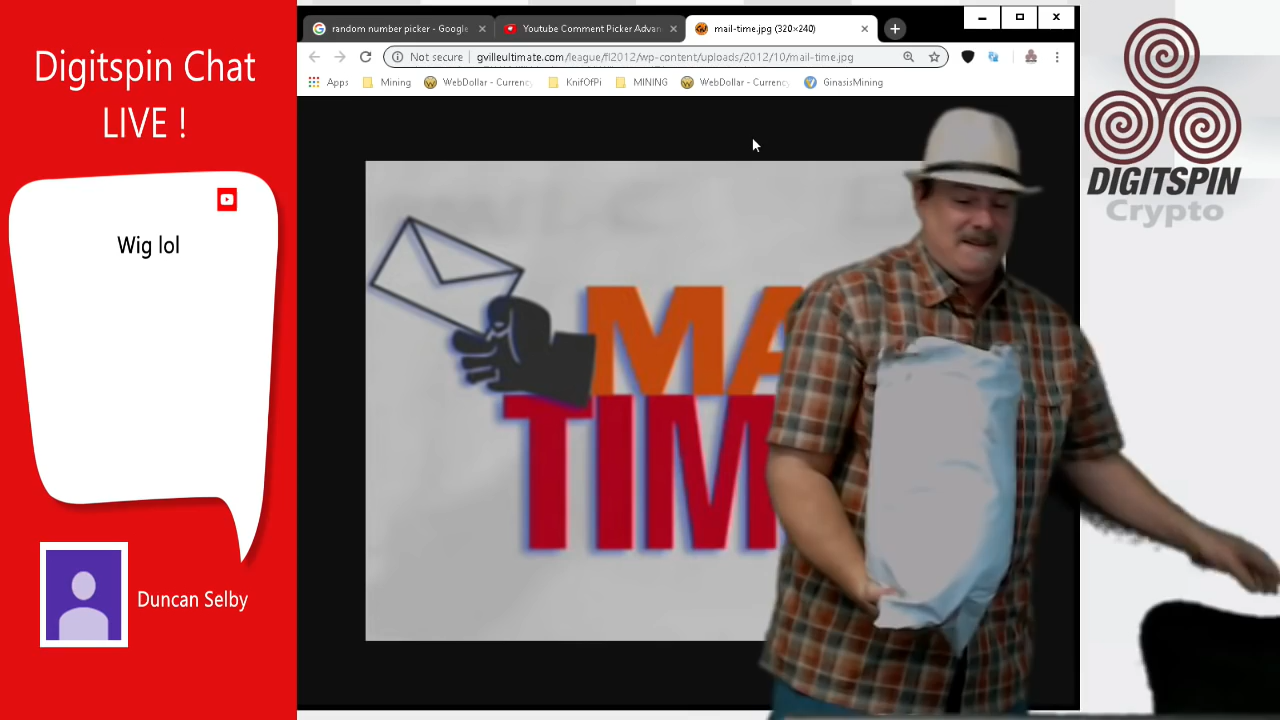 Digitspin Chat
LIVE !
Wig lol
Duncan Selby
random number picker - Google
Youtube Comment Picker Advan
mail-time.jpg (320×240)
Not secure
gvilleultimate.com/league/fl2012/wp-content/uploads/2012/10/mail-time.jpg
Apps
Mining
WebDollar - Currency
KnifOfPi
MINING
WebDollar - Currency
GinasisMining
MA
TIM
DIGITSPIN
Crypto